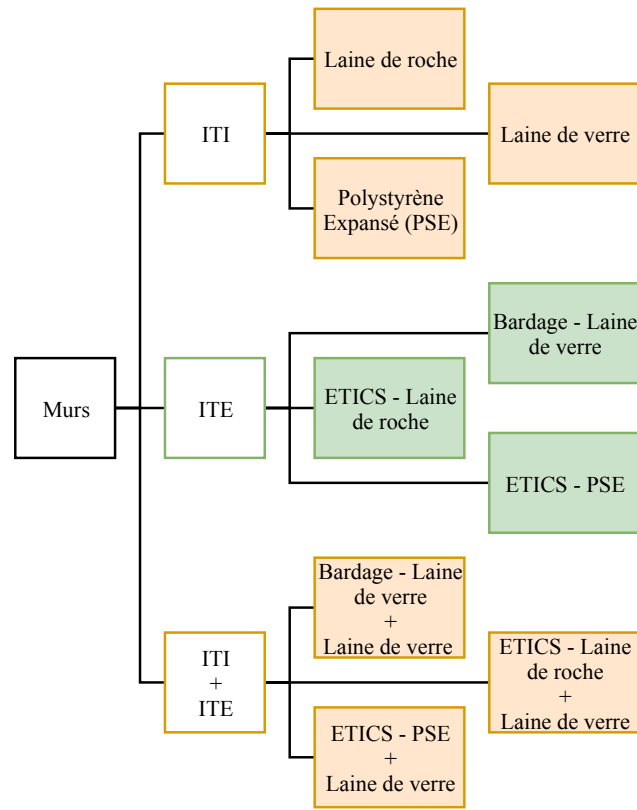 Laine de roche
ITI
Laine de verre
Polystyrène
Expansé (PSE)
Bardage - Laine
de verre
Murs
ITE
ETICS - Laine
de roche
ETICS - PSE
Bardage - Laine
de verre
+
Laine de verre
ITI
+
ITE
ETICS - Laine
de roche
+
Laine de verre
ETICS - PSE
+
Laine de verre